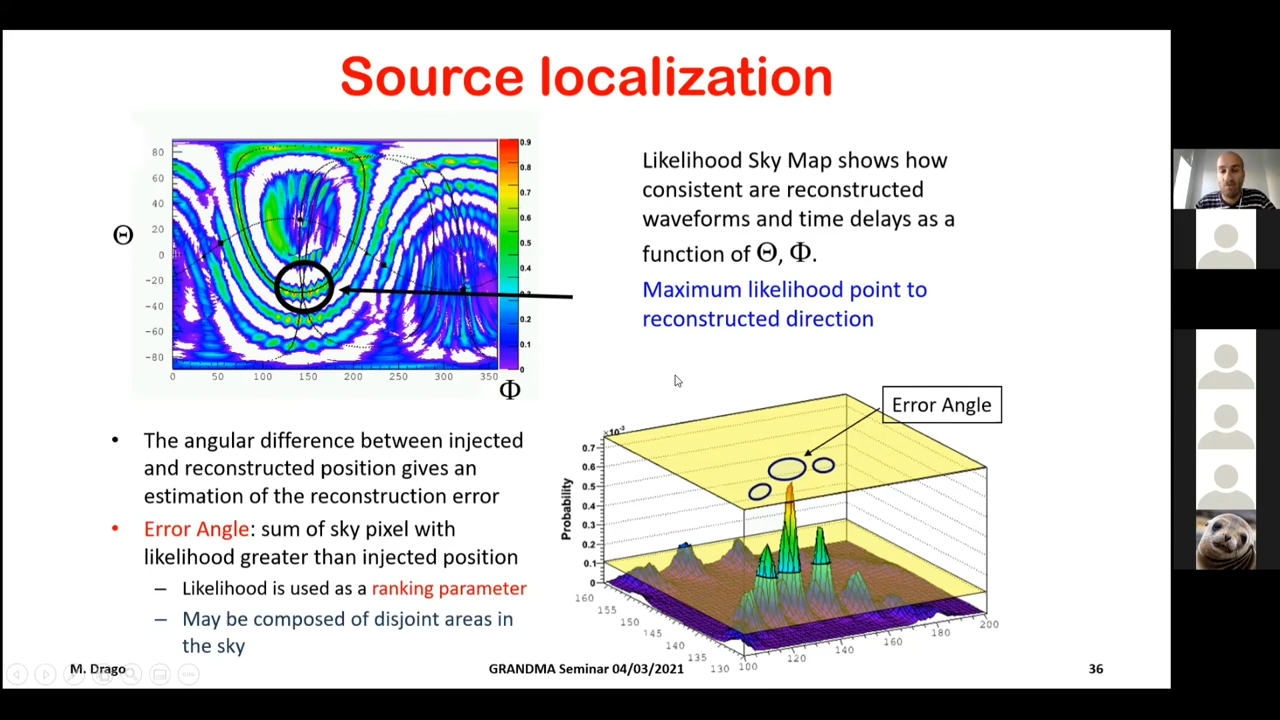 Source localization
80
60
40
20
0
−20
−40
−60
−80
Θ
0 50 100 150 200 250 300 350
Φ
0.9
0.8
0.7
0.6
0.5
0.4
0.3
0.2
0.1
0
Likelihood Sky Map shows how
consistent are reconstructed
waveforms and time delays as a
function of Θ, Φ.
Maximum likelihood point to
reconstructed direction
• The angular difference between injected
and reconstructed position gives an
estimation of the reconstruction error
• Error Angle: sum of sky pixel with
likelihood greater than injected position
– Likelihood is used as a ranking parameter
– May be composed of disjoint areas in
the sky
Error Angle
×10⁻³
0.7
0.6
0.5
0.4
0.3
0.2
0.1
0
Probability
160
155
150
145
140
135
130
100 120 140 160 180 200
M. Drago
GRANDMA Seminar 04/03/2021
36